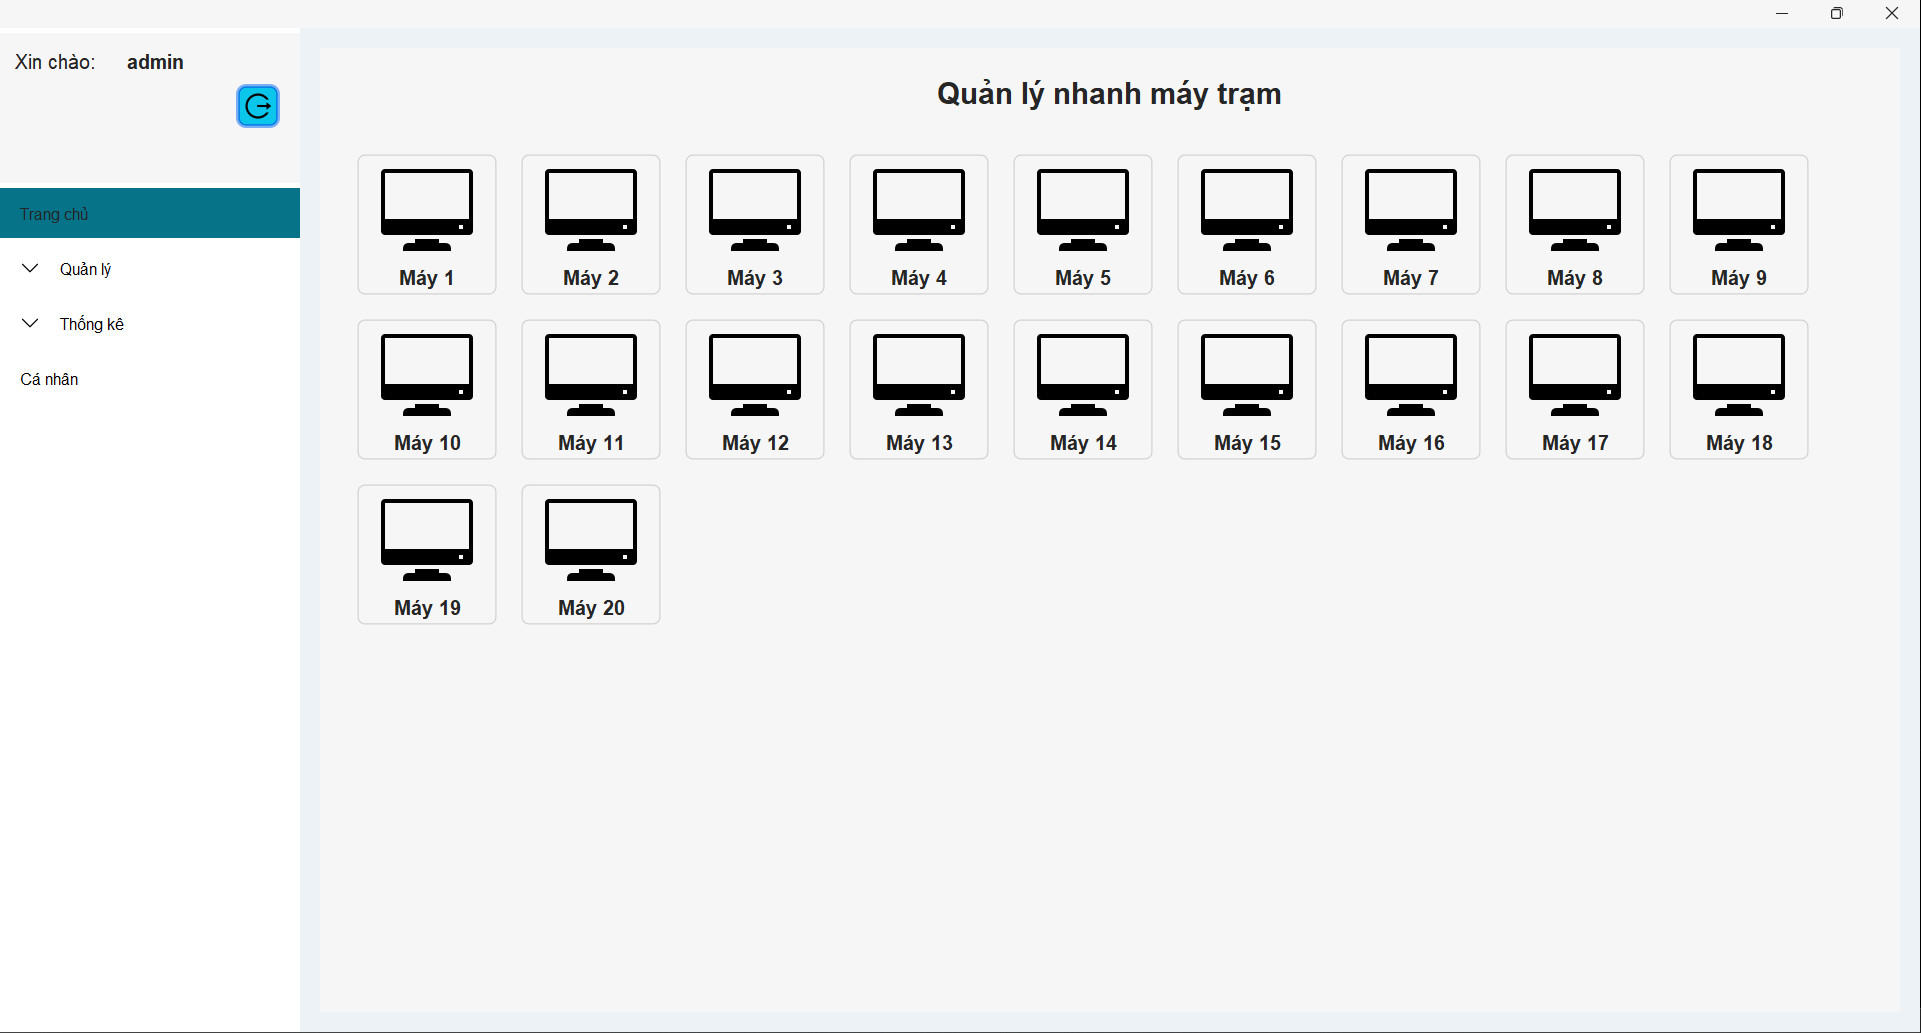 Xin chào: admin
Trang chủ
Quản lý
Thống kê
Cá nhân
Quản lý nhanh máy trạm
Máy 1 Máy 2 Máy 3 Máy 4 Máy 5 Máy 6 Máy 7 Máy 8 Máy 9
Máy 10 Máy 11 Máy 12 Máy 13 Máy 14 Máy 15 Máy 16 Máy 17 Máy 18
Máy 19 Máy 20